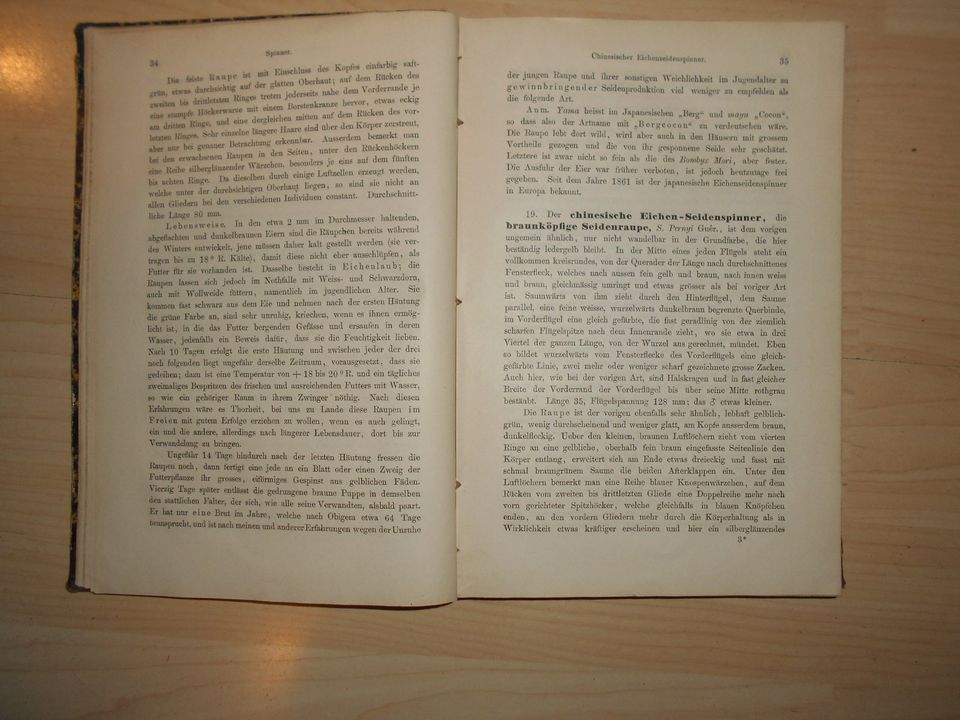 34
Spinner.
Die feiste Raupe ist mit Einschluss des Kopfes einfarbig saft-
grün, etwas durchsichtig auf der glatten Oberhaut; auf dem Rücken des
zweiten bis drittletzten Ringes treten jederseits nahe dem Vorderrande je
eine stumpfe Höckerwarze mit einem Borstenkranze hervor, etwas eckig
am dritten Ringe, und eine dergleichen mitten auf dem Rücken des vor-
letzten Ringes. Sehr einzelne längere Haare sind über den Körper zerstreut,
aber nur bei genauer Betrachtung erkennbar. Ausserdem bemerkt man
bei den erwachsenen Raupen in den Seiten, unter den Rückenhöckern
eine Reihe silberglänzender Wärzchen, besonders je eins auf dem fünften
bis achten Ringe. Da dieselben durch einige Luftzellen erzeugt werden,
welche unter der durchsichtigen Oberhaut liegen, so sind sie nicht an
allen Gliedern bei den verschiedenen Individuen constant. Durchschnitt-
liche Länge 80 mm.
Lebensweise. In den etwa 2 mm im Durchmesser haltenden,
abgeflachten und dunkelbraunen Eiern sind die Räupchen bereits während
des Winters entwickelt, jene müssen daher kalt gestellt werden (sie ver-
tragen bis zu 18° R. Kälte), damit diese nicht eher ausschlüpfen, als
Futter für sie vorhanden ist. Dasselbe besteht in Eichenlaub; die
Raupen lassen sich jedoch im Nothfalle mit Weiss- und Schwarzdorn,
auch mit Wollweide füttern, namentlich im jugendlichen Alter. Sie
kommen fast schwarz aus dem Eie und nehmen nach der ersten Häutung
die grüne Farbe an, sind sehr unruhig, kriechen, wenn es ihnen ermög-
licht ist, in die das Futter bergenden Gefässe und ersaufen in deren
Wasser, jedenfalls ein Beweis dafür, dass sie die Feuchtigkeit lieben.
Nach 10 Tagen erfolgt die erste Häutung und zwischen jeder der drei
noch folgenden liegt ungefähr derselbe Zeitraum, vorausgesetzt, dass sie
gedeihen; dazu ist eine Temperatur von + 18 bis 20° R. und ein tägliches
zweimaliges Bespritzen des frischen und ausreichenden Futters mit Wasser,
so wie ein gehöriger Raum in ihrem Zwinger nöthig. Nach diesen
Erfahrungen wäre es Thorheit, bei uns zu Lande diese Raupen im
Freien mit gutem Erfolge erziehen zu wollen, wenn es auch gelingt,
ein und die andere, allerdings nach längerer Lebensdauer, dort bis zur
Verwandelung zu bringen.
Ungefähr 14 Tage hindurch nach der letzten Häutung fressen die
Raupen noch, dann fertigt eine jede an ein Blatt oder einen Zweig der
Futterpflanze ihr grosses, eiförmiges Gespinst aus gelblichen Fäden.
Vierzig Tage später entlässt die gedrungene braune Puppe in demselben
den stattlichen Falter, der sich, wie alle seine Verwandten, alsbald paart.
Er hat nur eine Brut im Jahre, welche nach Obigem etwa 64 Tage
beansprucht, und ist nach meinen und anderer Erfahrungen wegen der Unruhe
Chinesischer Eichenseidenspinner.
35
der jungen Raupe und ihrer sonstigen Weichlichkeit im Jugendalter zu
gewinnbringender Seidenproduktion viel weniger zu empfehlen als
die folgende Art.
Anm. Yama heisst im Japanesischen „Berg“ und mayu „Cocon“,
so dass also der Artname mit „Bergcocon“ zu verdeutschen wäre.
Die Raupe lebt dort wild, wird aber auch in den Häusern mit grossem
Vortheile gezogen und die von ihr gesponnene Seide sehr geschätzt.
Letztere ist zwar nicht so fein als die des Bombyx Mori, aber fester.
Die Ausfuhr der Eier war früher verboten, ist jedoch heutzutage frei
gegeben. Seit dem Jahre 1861 ist der japanesische Eichenseidenspinner
in Europa bekannt.
19. Der chinesische Eichen-Seidenspinner, die
braunköpfige Seidenraupe, S. Pernyi Guér., ist dem vorigen
ungemein ähnlich, nur nicht wandelbar in der Grundfarbe, die hier
beständig ledergelb bleibt. In der Mitte eines jeden Flügels steht ein
vollkommen kreisrundes, von der Querader der Länge nach durchschnittenes
Fensterfleck, welches nach aussen fein gelb und braun, nach innen weiss
und braun, gleichmässig umringt und etwas grösser als bei voriger Art
ist. Saumwärts von ihm zieht durch den Hinterflügel, dem Saume
parallel, eine feine weisse, wurzelwärts dunkelbraun begrenzte Querbinde,
im Vorderflügel eine gleich gefärbte, die fast geradlinig von der ziemlich
scharfen Flügelspitze nach dem Innenrande zieht, wo sie etwa in drei
Viertel der ganzen Länge, von der Wurzel aus gerechnet, mündet. Eben
so bildet wurzelwärts vom Fensterflecke des Vorderflügels eine gleich-
gefärbte Linie, zwei mehr oder weniger scharf gezeichnete grosse Zacken.
Auch hier, wie bei der vorigen Art, sind Halskragen und in fast gleicher
Breite der Vorderrand der Vorderflügel bis über seine Mitte rothgrau
bestäubt. Länge 35, Flügelspannung 128 mm; das ♂ etwas kleiner.
Die Raupe ist der vorigen ebenfalls sehr ähnlich, lebhaft gelblich-
grün, wenig durchscheinend und weniger glatt, am Kopfe ausserdem braun,
dunkelfleckig. Ueber den kleinen, braunen Luftlöchern zieht vom vierten
Ringe an eine gelbliche, oberhalb fein braun eingefasste Seitenlinie den
Körper entlang, erweitert sich am Ende etwas dreieckig und fasst mit
schmal braungrünem Saume die beiden Afterklappen ein. Unter den
Luftlöchern bemerkt man eine Reihe blauer Knospenwärzchen, auf dem
Rücken vom zweiten bis drittletzten Gliede eine Doppelreihe mehr nach
vorn gerichteter Spitzhöcker, welche gleichfalls in blauen Knöpfchen
enden, an den vordern Gliedern mehr durch die Körperhaltung als in
Wirklichkeit etwas kräftiger erscheinen und hier ein silberglänzendes
3*